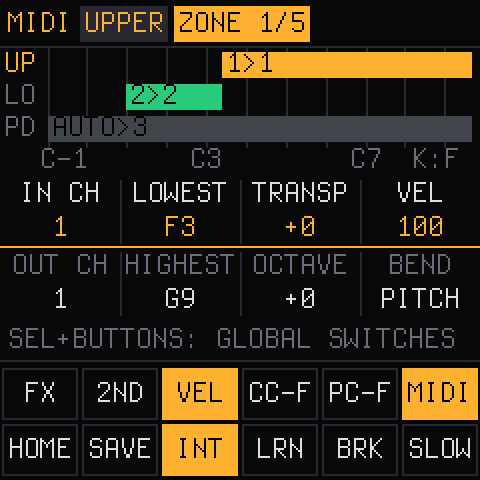 MIDI UPPER ZONE 1/5
UP 1>1
LO 2>2
PD AUTO>3
C-1 C3 C7 K:F
IN CH LOWEST TRANSP VEL
1 F3 +0 100
OUT CH HIGHEST OCTAVE BEND
1 G9 +0 PITCH
SEL+BUTTONS: GLOBAL SWITCHES
FX 2ND VEL CC-F PC-F MIDI
HOME SAVE INT LRN BRK SLOW